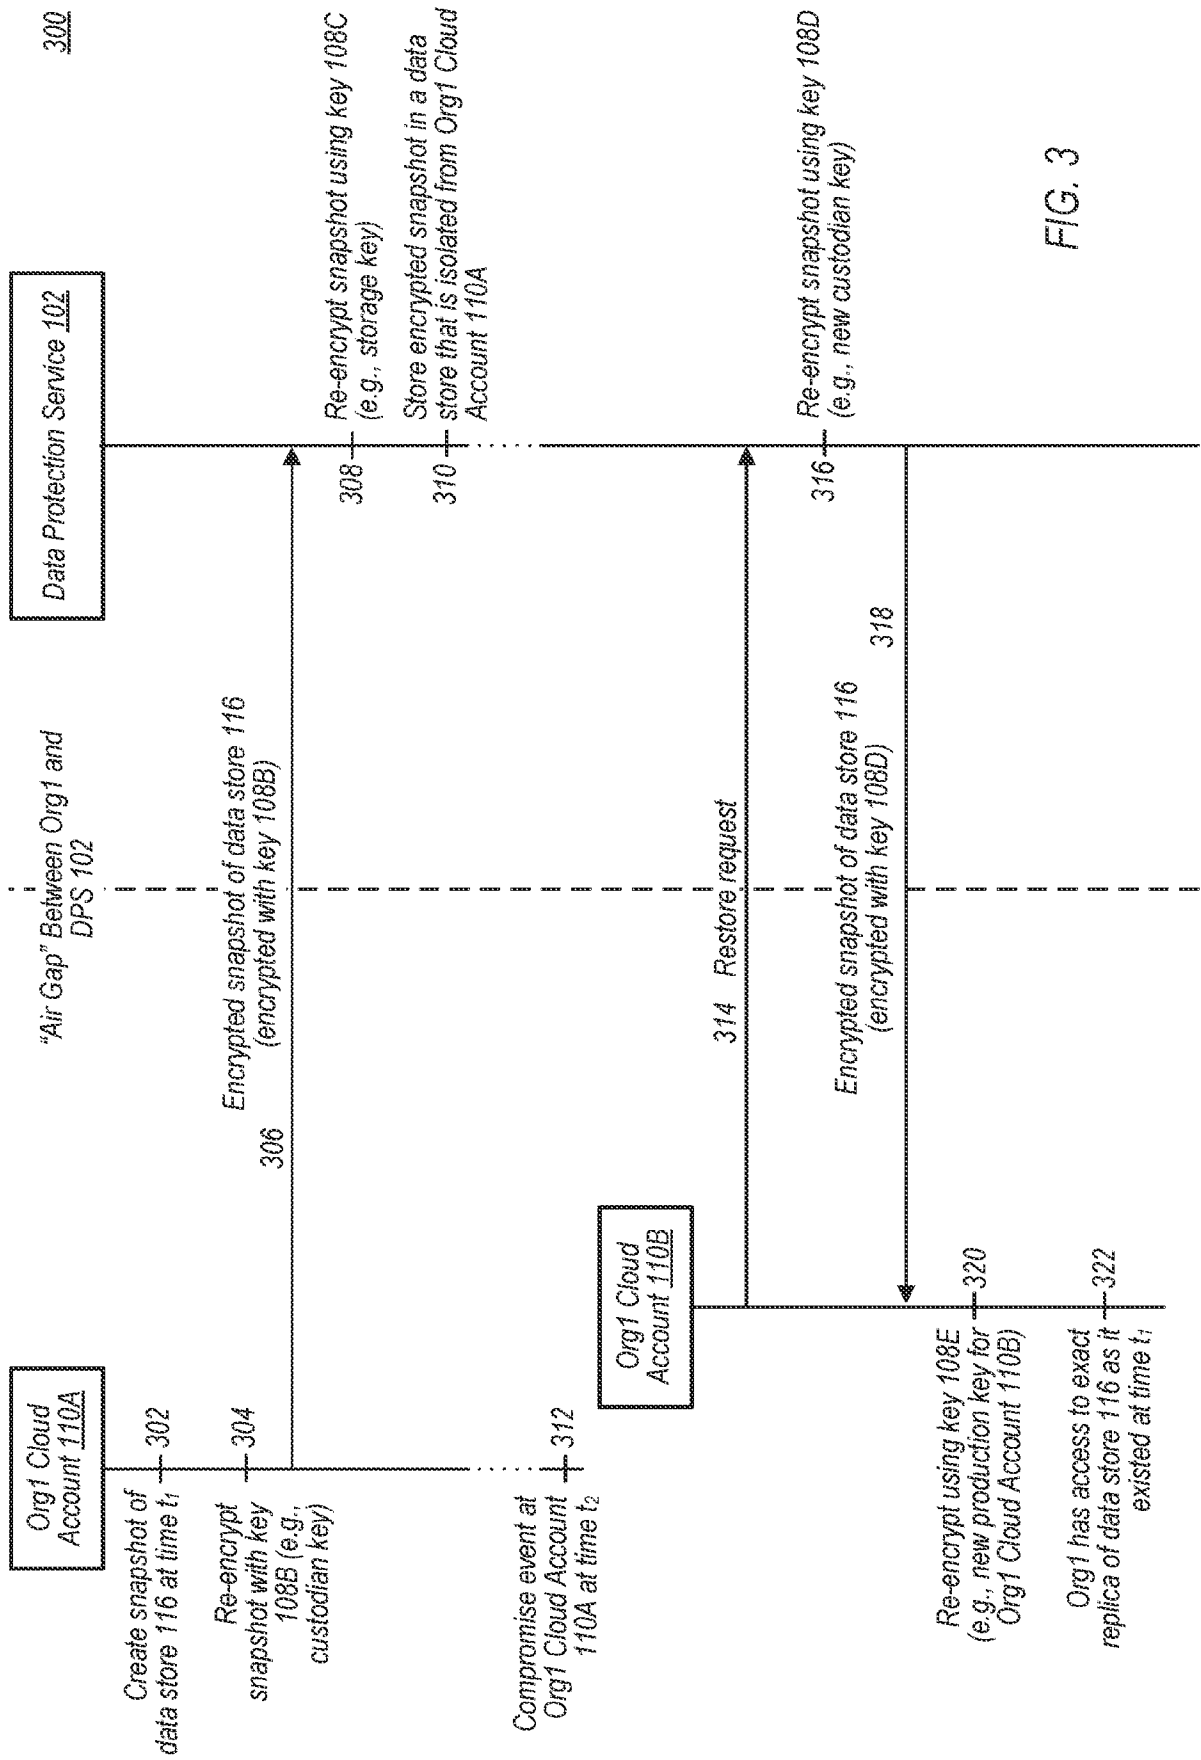 300
Org1 Cloud
Account 110A
"Air Gap" Between Org1 and
DPS 102
Data Protection Service 102
Create snapshot of
data store 116 at time t1
302
Re-encrypt
snapshot with key
108B (e.g.,
custodian key)
304
Encrypted snapshot of data store 116
(encrypted with key 108B)
306
308
Re-encrypt snapshot using key 108C
(e.g., storage key)
310
Store encrypted snapshot in a data
store that is isolated from Org1 Cloud
Account 110A
Compromise event at
Org1 Cloud Account
110A at time t2
312
Org1 Cloud
Account 110B
314 Restore request
316
Re-encrypt snapshot using key 108D
(e.g., new custodian key)
Encrypted snapshot of data store 116
(encrypted with key 108D)
318
Re-encrypt using key 108E
(e.g., new production key for
Org1 Cloud Account 110B)
320
Org1 has access to exact
replica of data store 116 as it
existed at time t1
322
FIG. 3